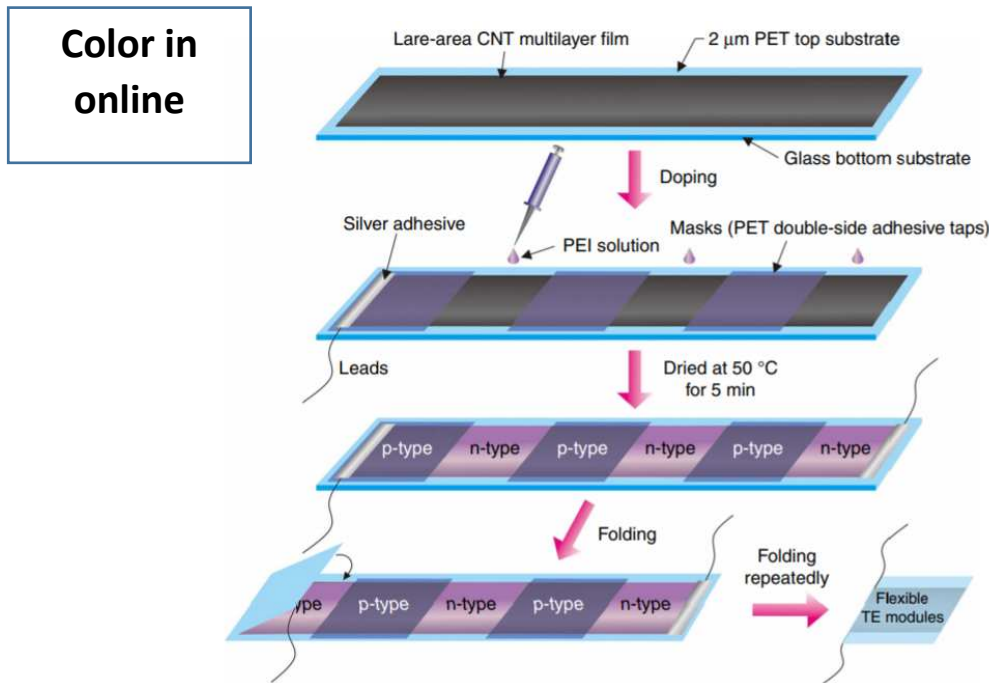 Color in
online
Lare-area CNT multilayer film
2 μm PET top substrate
Glass bottom substrate
Doping
Silver adhesive
PEI solution
Masks (PET double-side adhesive taps)
Leads
Dried at 50 °C
for 5 min
p-type
n-type
p-type
n-type
p-type
n-type
Folding
Folding
repeatedly
ype
p-type
n-type
p-type
n-type
Flexible
TE modules